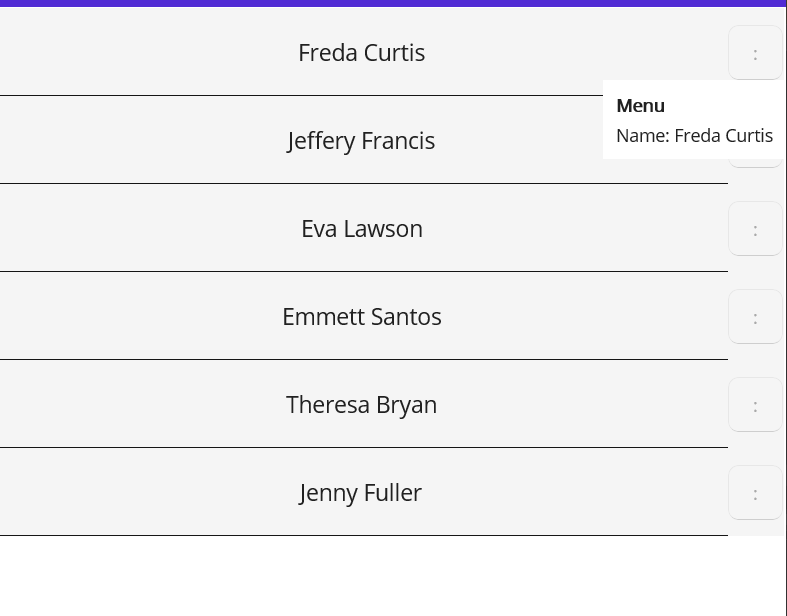 Freda Curtis :
Menu
Name: Freda Curtis
Jeffery Francis
Eva Lawson :
Emmett Santos :
Theresa Bryan :
Jenny Fuller :